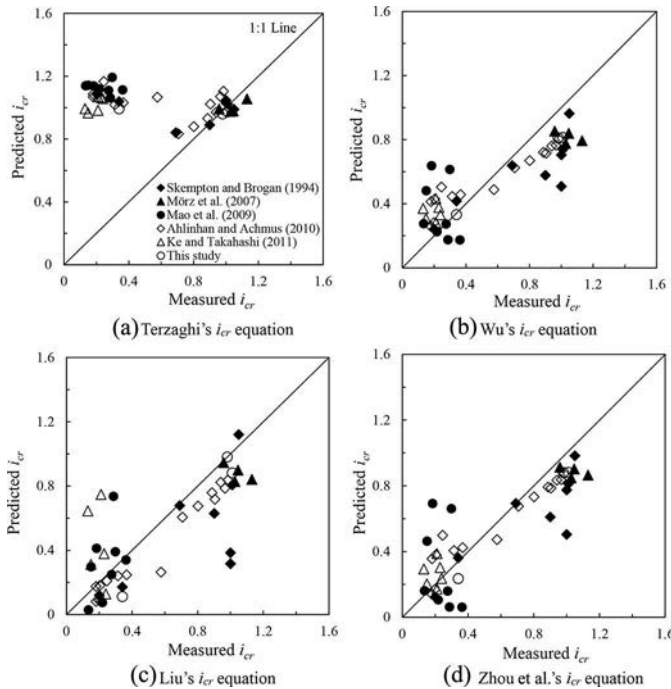 1:1 Line
1.6
1.2
0.8
0.4
0
Predicted i_cr
Skempton and Brogan (1994)
Mörz et al. (2007)
Mao et al. (2009)
Ahlinhan and Achmus (2010)
Ke and Takahashi (2011)
This study
0 0.4 0.8 1.2 1.6
Measured i_cr
(a) Terzaghi's i_cr equation
1.6
1.2
0.8
0.4
0
Predicted i_cr
0 0.4 0.8 1.2 1.6
Measured i_cr
(b) Wu's i_cr equation
1.6
1.2
0.8
0.4
0
Predicted i_cr
0 0.4 0.8 1.2 1.6
Measured i_cr
(c) Liu's i_cr equation
1.6
1.2
0.8
0.4
0
Predicted i_cr
0 0.4 0.8 1.2 1.6
Measured i_cr
(d) Zhou et al.'s i_cr equation